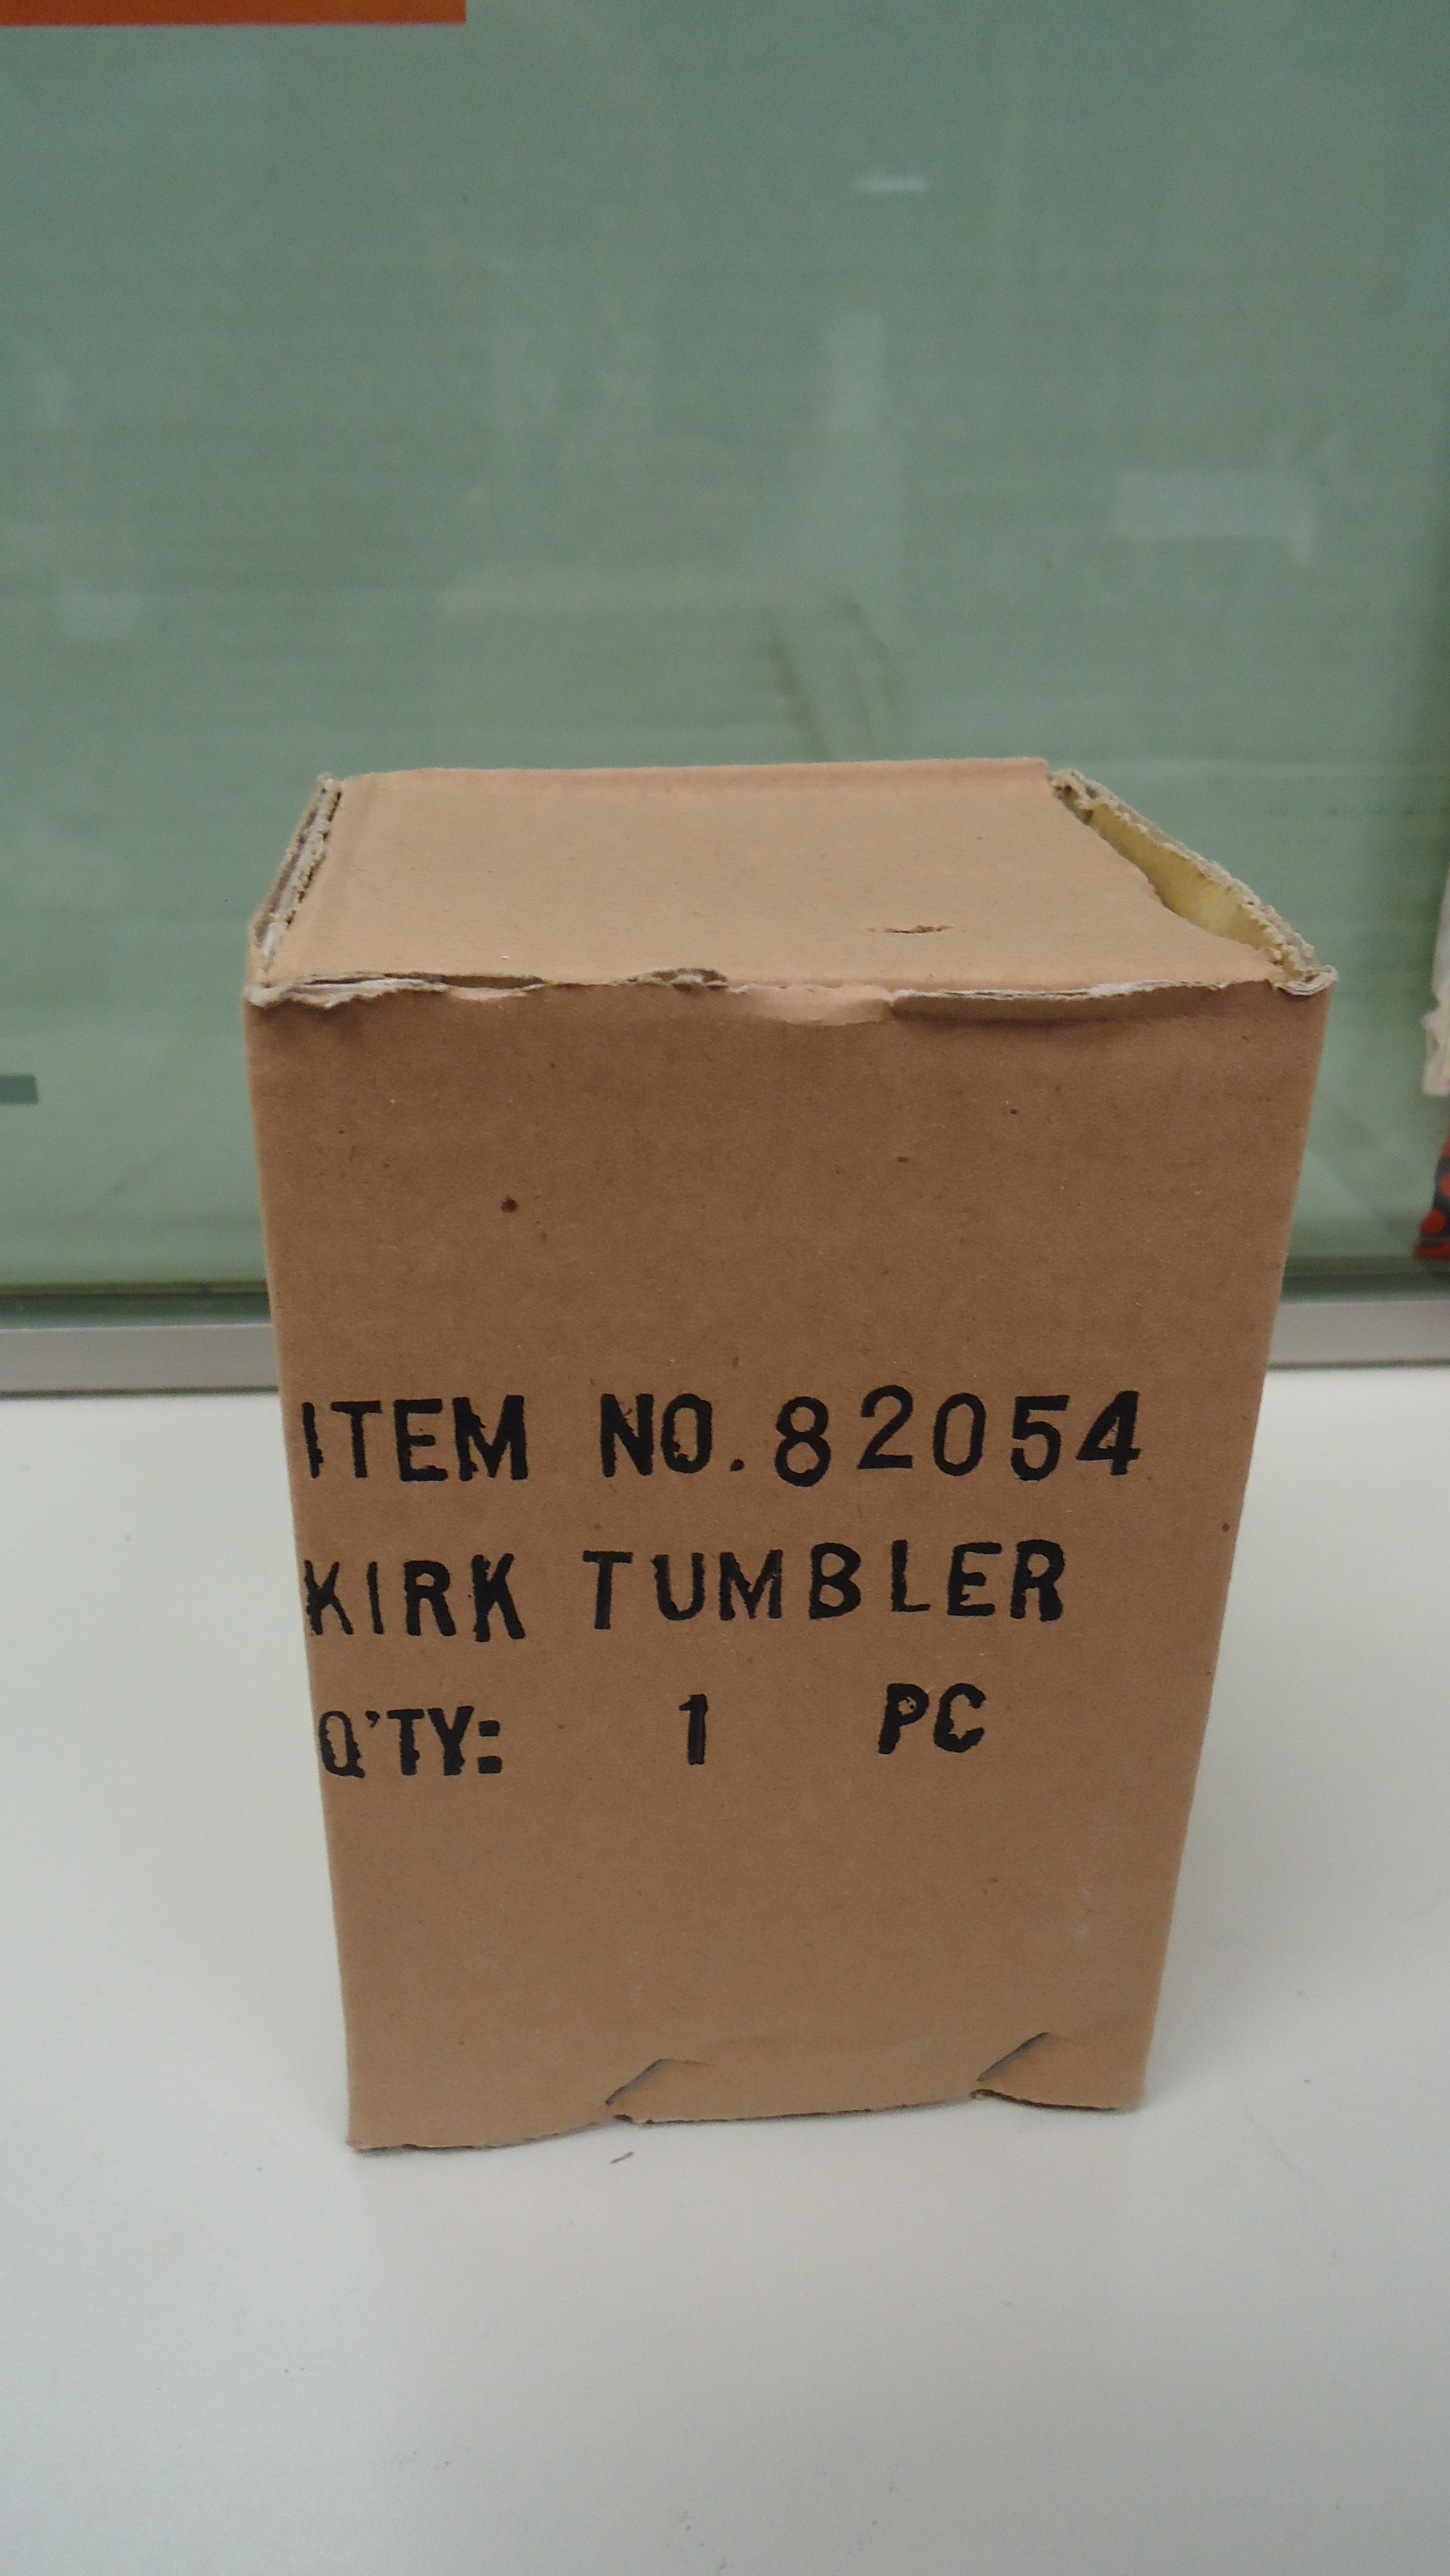 ITEM NO. 82054
KIRK TUMBLER
Q'TY: 1 PC